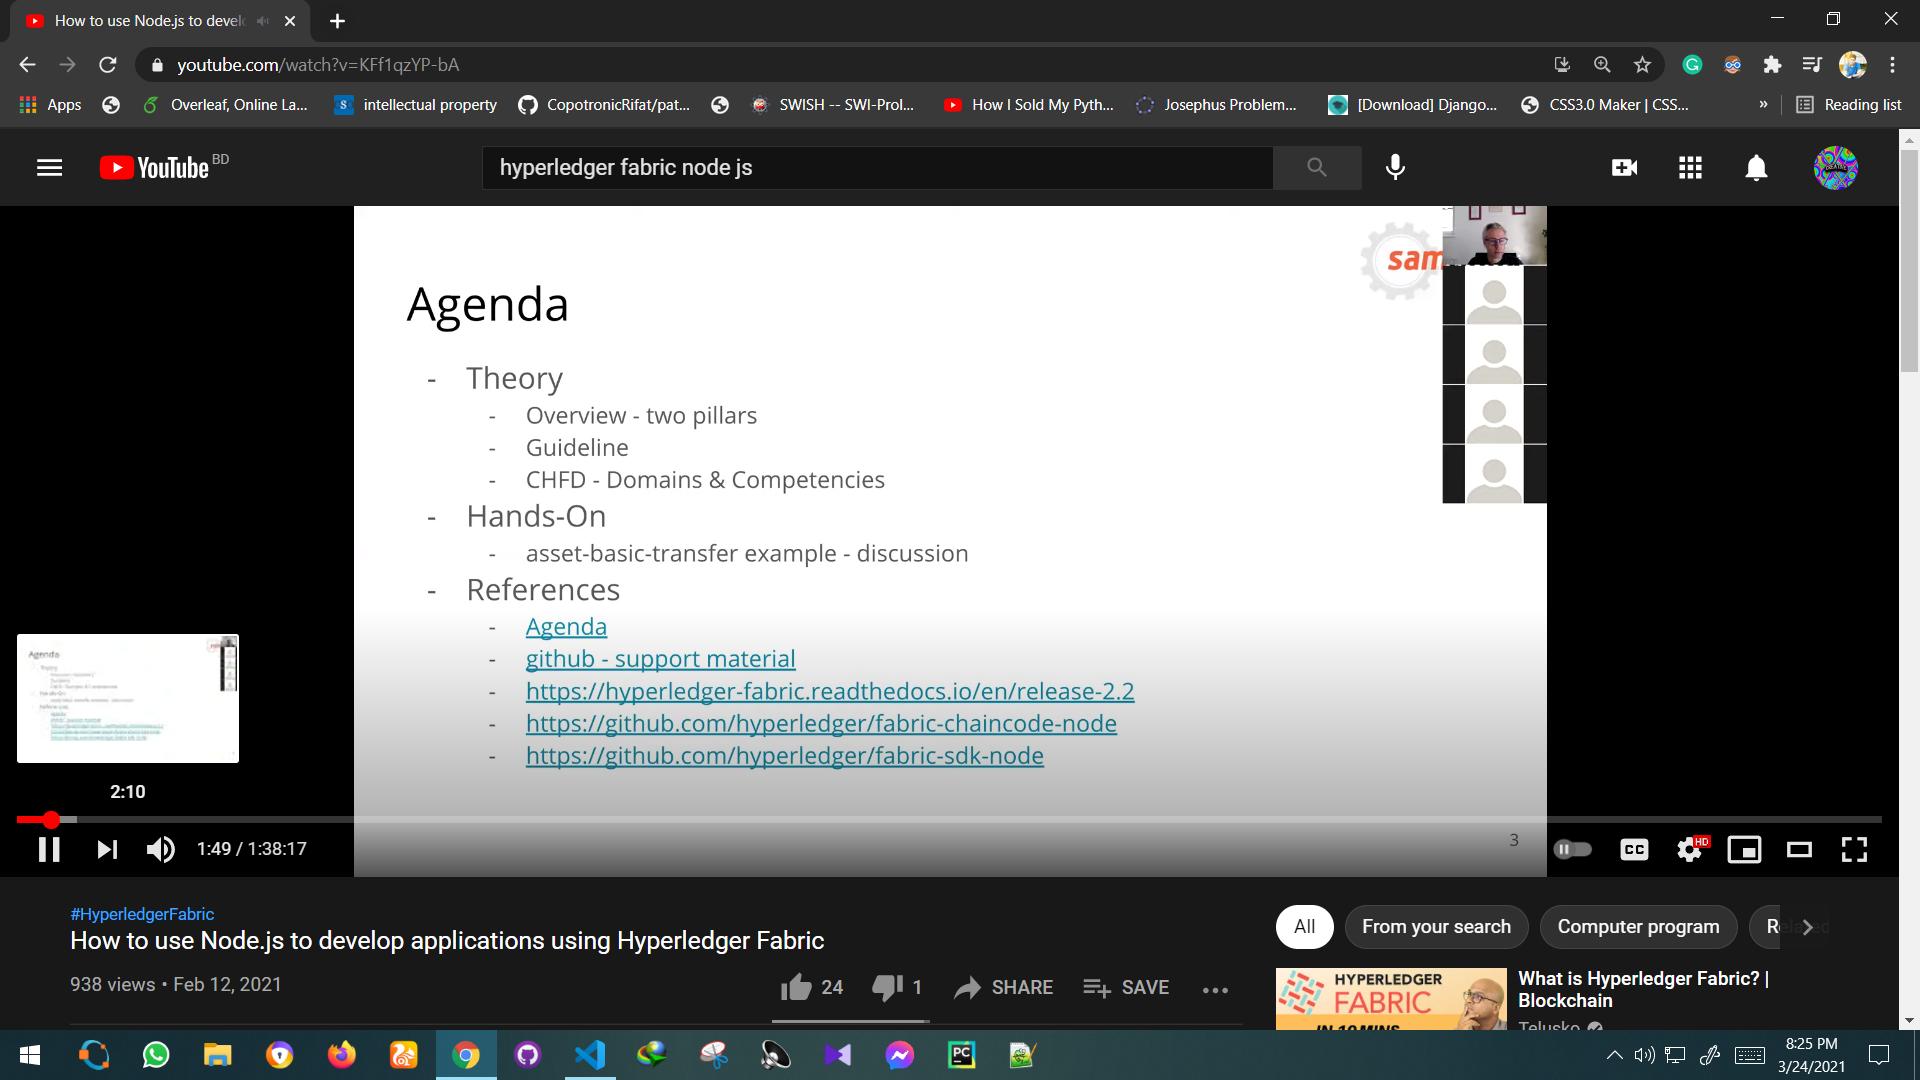 How to use Node.js to devel
youtube.com/watch?v=KFf1qzYP-bA
Apps
Overleaf, Online La...
S intellectual property
CopotronicRifat/pat...
SWISH -- SWI-Prol...
How I Sold My Pyth...
Josephus Problem...
[Download] Django...
CSS3.0 Maker | CSS...
»
Reading list
YouTube BD
hyperledger fabric node js
sam
Agenda
- Theory
- Overview - two pillars
- Guideline
- CHFD - Domains & Competencies
- Hands-On
- asset-basic-transfer example - discussion
- References
- Agenda
- github - support material
- https://hyperledger-fabric.readthedocs.io/en/release-2.2
- https://github.com/hyperledger/fabric-chaincode-node
- https://github.com/hyperledger/fabric-sdk-node
3
Agenda
2:10
1:49 / 1:38:17
CC
HD
#HyperledgerFabric
How to use Node.js to develop applications using Hyperledger Fabric
938 views • Feb 12, 2021
24
1
SHARE
SAVE
All
From your search
Computer program
Related
HYPERLEDGER
FABRIC
IN 10 MINS
What is Hyperledger Fabric? |
Blockchain
Telusko
PC
8:25 PM
3/24/2021